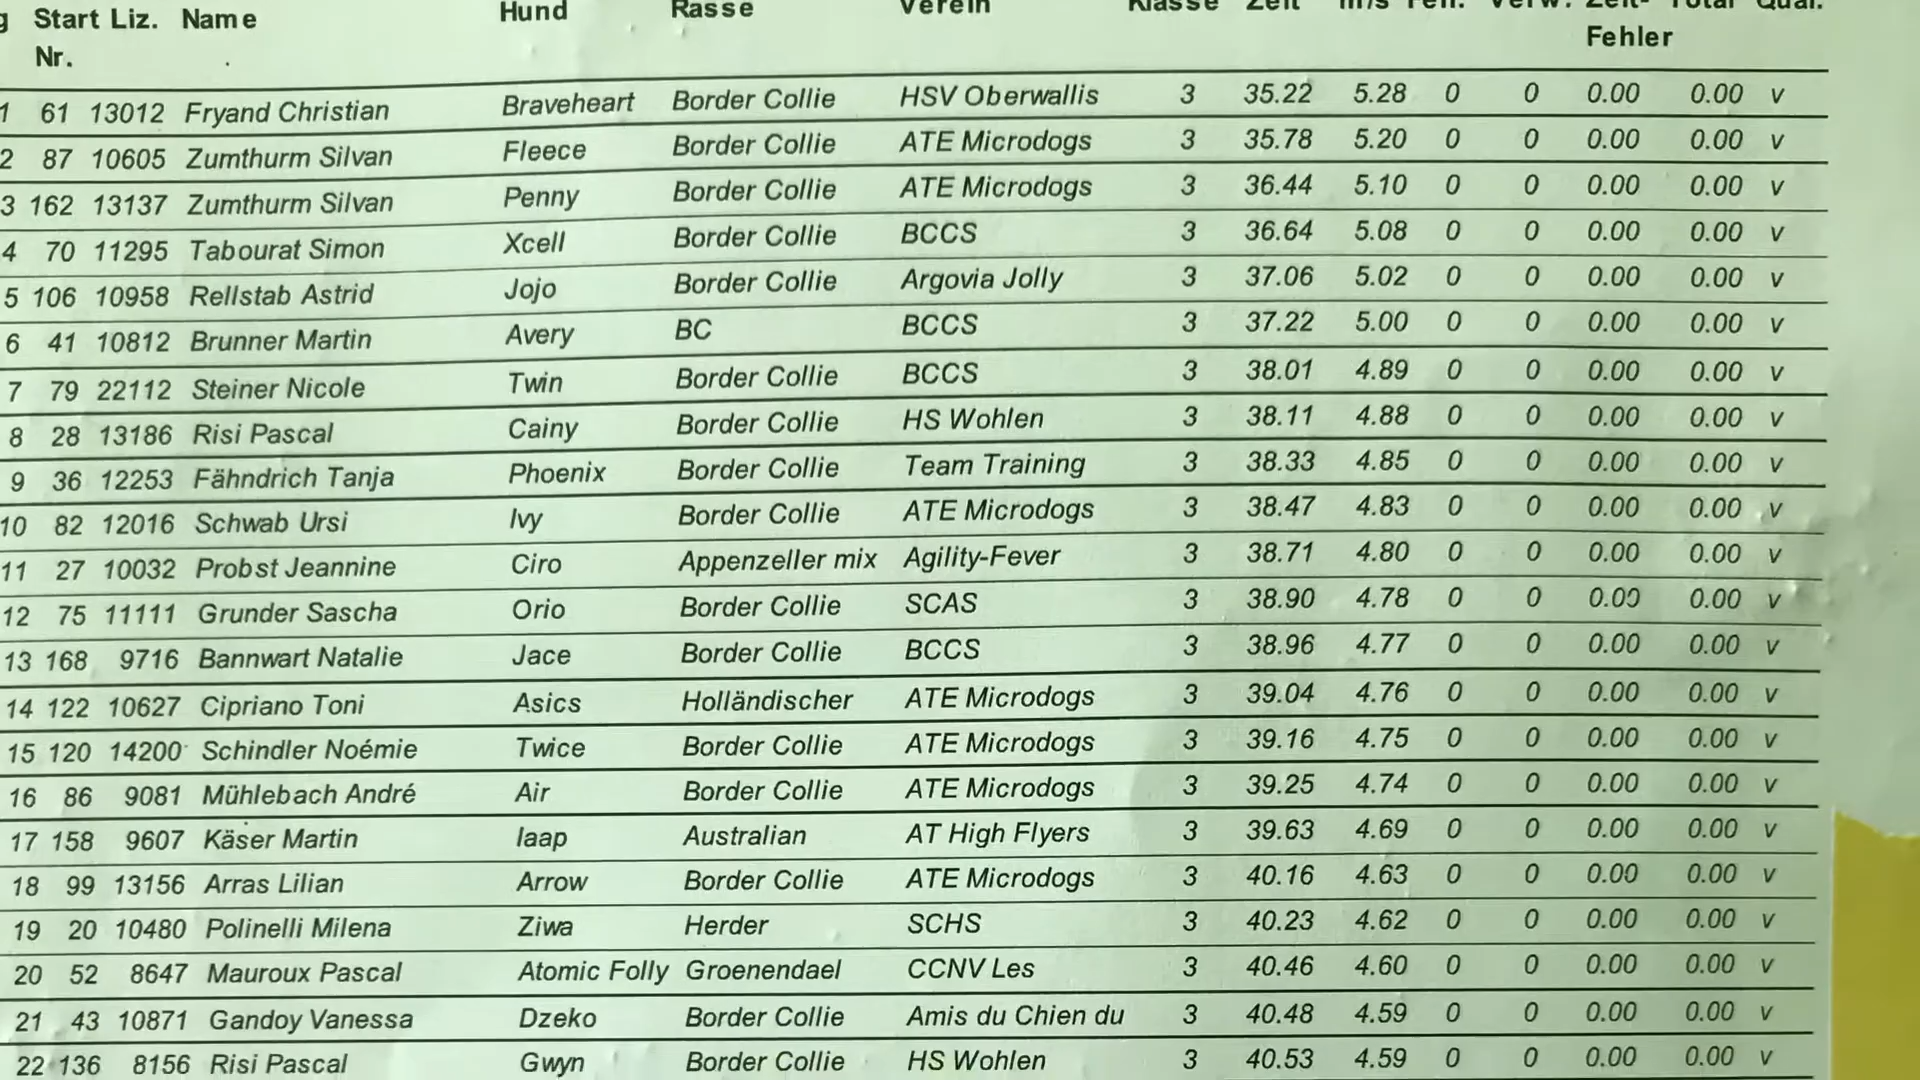 g Start Liz. Name Hund Rasse Verein Klasse Zeit m/s Feh. Verw. Zeit- Total Qual.
Nr. Fehler
1 61 13012 Fryand Christian Braveheart Border Collie HSV Oberwallis 3 35.22 5.28 0 0 0.00 0.00 v
2 87 10605 Zumthurm Silvan Fleece Border Collie ATE Microdogs 3 35.78 5.20 0 0 0.00 0.00 v
3 162 13137 Zumthurm Silvan Penny Border Collie ATE Microdogs 3 36.44 5.10 0 0 0.00 0.00 v
4 70 11295 Tabourat Simon Xcell Border Collie BCCS 3 36.64 5.08 0 0 0.00 0.00 v
5 106 10958 Rellstab Astrid Jojo Border Collie Argovia Jolly 3 37.06 5.02 0 0 0.00 0.00 v
6 41 10812 Brunner Martin Avery BC BCCS 3 37.22 5.00 0 0 0.00 0.00 v
7 79 22112 Steiner Nicole Twin Border Collie BCCS 3 38.01 4.89 0 0 0.00 0.00 v
8 28 13186 Risi Pascal Cainy Border Collie HS Wohlen 3 38.11 4.88 0 0 0.00 0.00 v
9 36 12253 Fähndrich Tanja Phoenix Border Collie Team Training 3 38.33 4.85 0 0 0.00 0.00 v
10 82 12016 Schwab Ursi Ivy Border Collie ATE Microdogs 3 38.47 4.83 0 0 0.00 0.00 v
11 27 10032 Probst Jeannine Ciro Appenzeller mix Agility-Fever 3 38.71 4.80 0 0 0.00 0.00 v
12 75 11111 Grunder Sascha Orio Border Collie SCAS 3 38.90 4.78 0 0 0.00 0.00 v
13 168 9716 Bannwart Natalie Jace Border Collie BCCS 3 38.96 4.77 0 0 0.00 0.00 v
14 122 10627 Cipriano Toni Asics Holländischer ATE Microdogs 3 39.04 4.76 0 0 0.00 0.00 v
15 120 14200 Schindler Noémie Twice Border Collie ATE Microdogs 3 39.16 4.75 0 0 0.00 0.00 v
16 86 9081 Mühlebach André Air Border Collie ATE Microdogs 3 39.25 4.74 0 0 0.00 0.00 v
17 158 9607 Käser Martin Iaap Australian AT High Flyers 3 39.63 4.69 0 0 0.00 0.00 v
18 99 13156 Arras Lilian Arrow Border Collie ATE Microdogs 3 40.16 4.63 0 0 0.00 0.00 v
19 20 10480 Polinelli Milena Ziwa Herder SCHS 3 40.23 4.62 0 0 0.00 0.00 v
20 52 8647 Mauroux Pascal Atomic Folly Groenendael CCNV Les 3 40.46 4.60 0 0 0.00 0.00 v
21 43 10871 Gandoy Vanessa Dzeko Border Collie Amis du Chien du 3 40.48 4.59 0 0 0.00 0.00 v
22 136 8156 Risi Pascal Gwyn Border Collie HS Wohlen 3 40.53 4.59 0 0 0.00 0.00 v